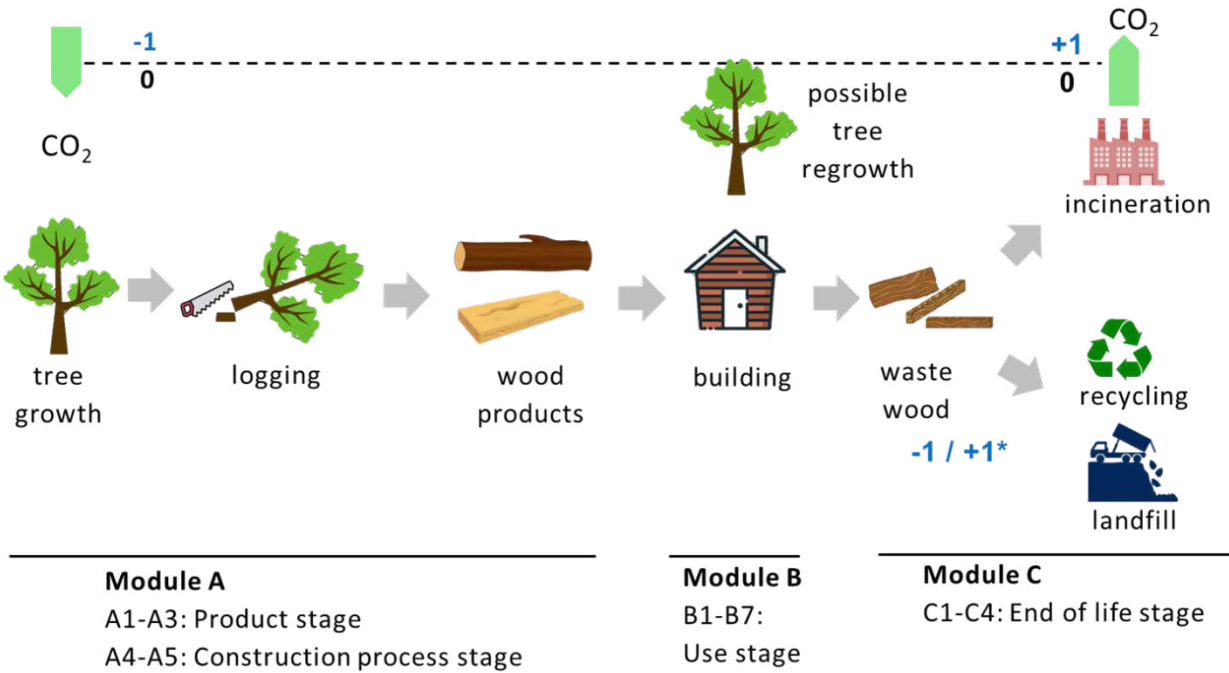 CO₂
-1
0
CO₂
+1
0
CO₂
possible
tree
regrowth
incineration
tree
growth
logging
wood
products
building
waste
wood
-1 / +1*
recycling
landfill
Module A
A1-A3: Product stage
A4-A5: Construction process stage
Module B
B1-B7:
Use stage
Module C
C1-C4: End of life stage